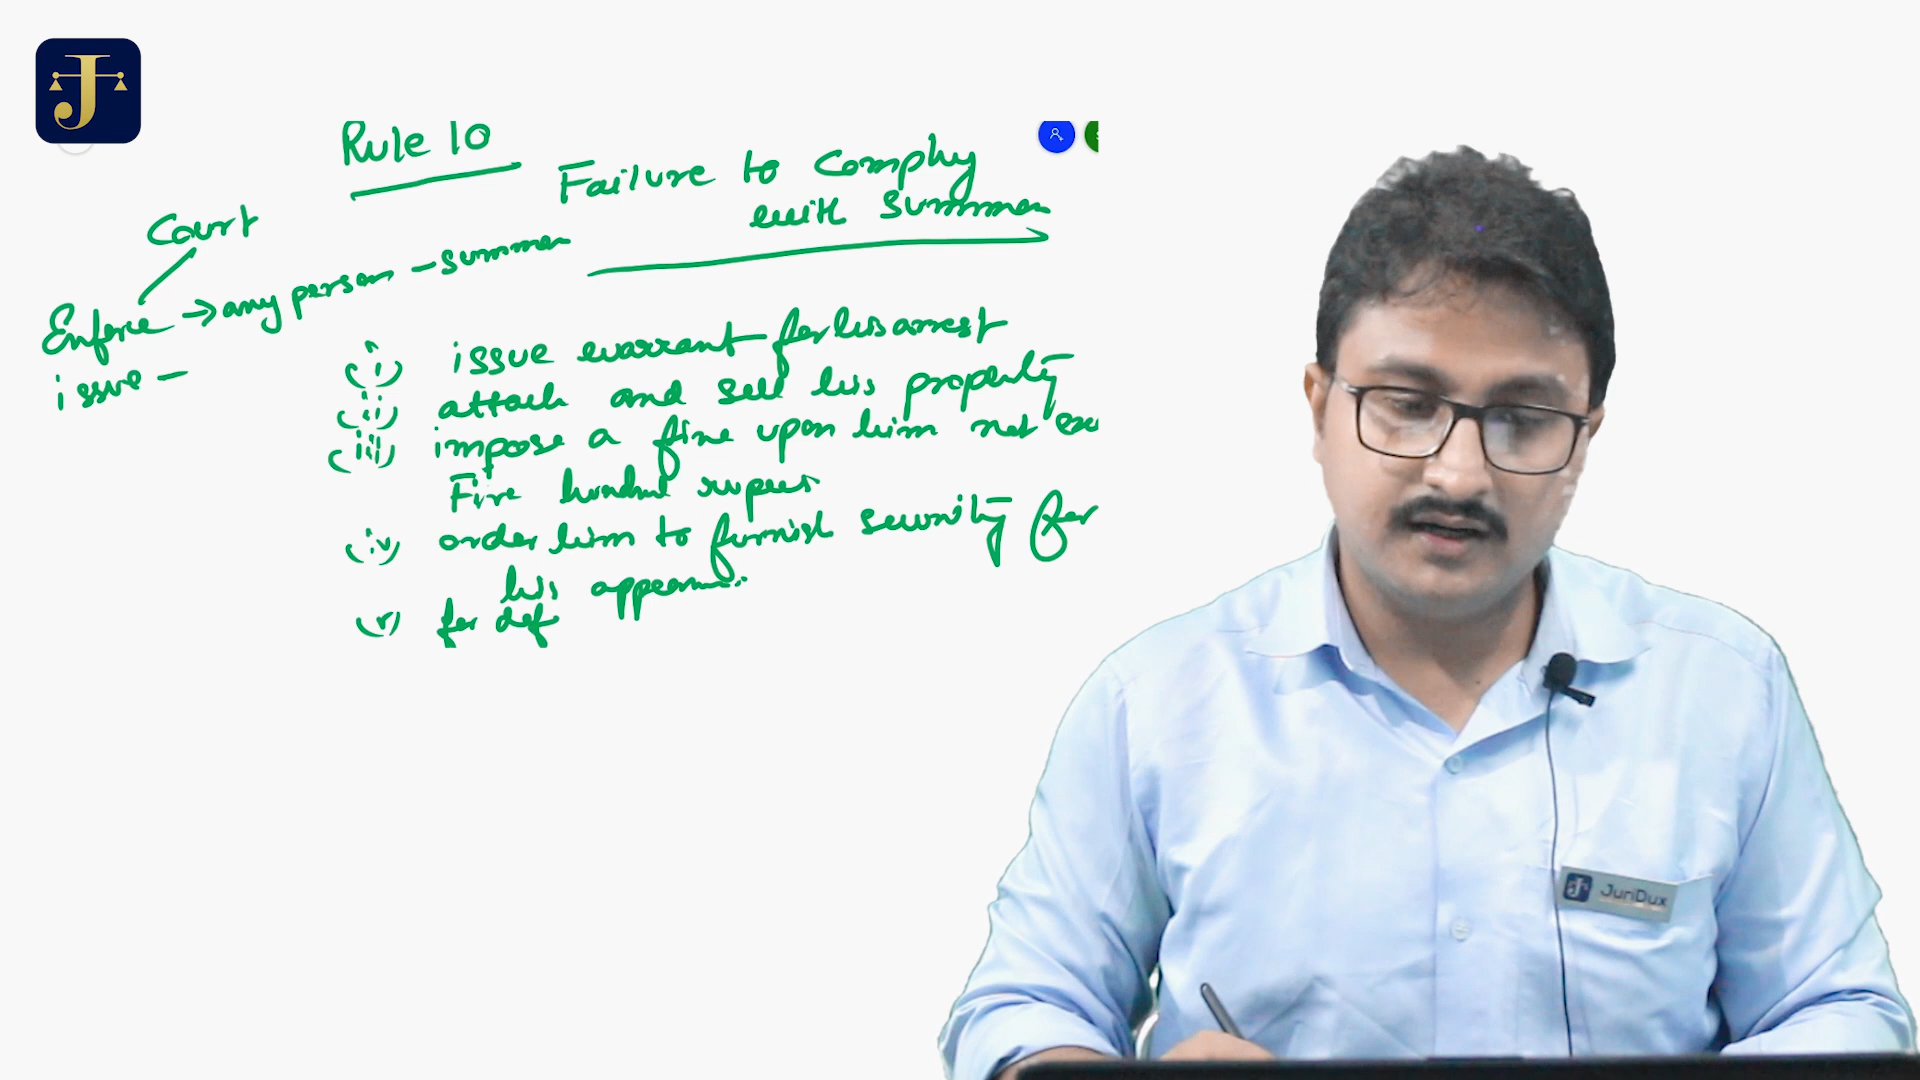 J
Rule 10
Failure to comply
with summon
Court
Enforce → any person - summon
issue -
(i) issue warrant for his arrest
(ii) attach and sell his property
(iii) impose a fine upon him not exc
Five hundred rupees
(iv) order him to furnish security for
his appearance
(v) for def
JuriDux